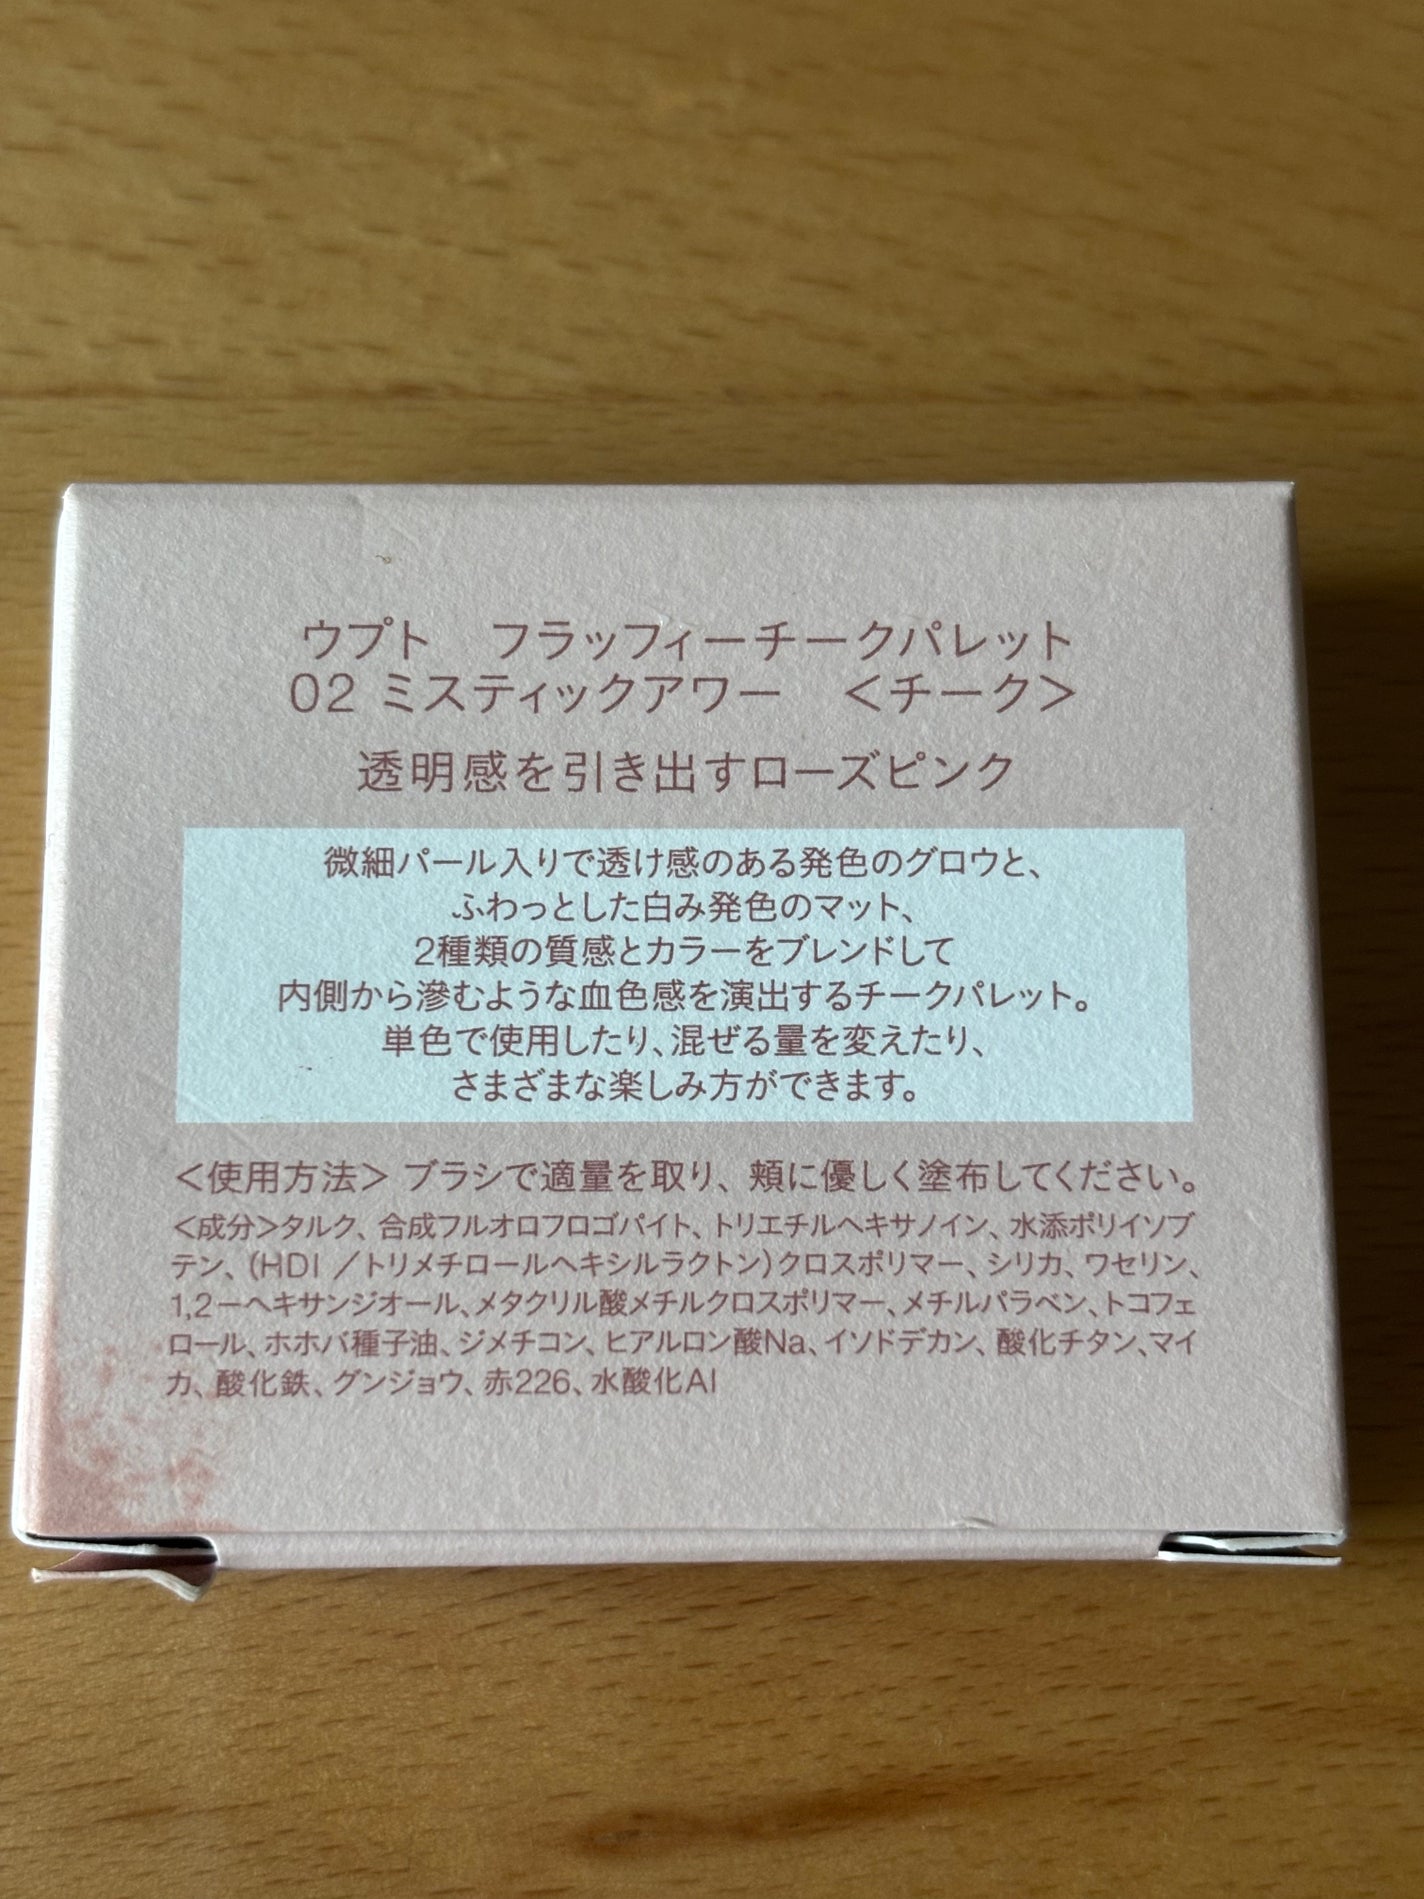 ウプト　フラッフィーチークパレット
02 ミスティックアワー　＜チーク＞
透明感を引き出すローズピンク
微細パール入りで透け感のある発色のグロウと、
ふわっとした白み発色のマット、
2種類の質感とカラーをブレンドして
内側から滲むような血色感を演出するチークパレット。
単色で使用したり、混ぜる量を変えたり、
さまざまな楽しみ方ができます。
＜使用方法＞ ブラシで適量を取り、頬に優しく塗布してください。
＜成分＞タルク、合成フルオロフロゴパイト、トリエチルヘキサノイン、水添ポリイソブ
テン、（HDI ／トリメチロールヘキシルラクトン）クロスポリマー、シリカ、ワセリン、
1,2－ヘキサンジオール、メタクリル酸メチルクロスポリマー、メチルパラベン、トコフェ
ロール、ホホバ種子油、ジメチコン、ヒアルロン酸Na、イソドデカン、酸化チタン、マイ
カ、酸化鉄、グンジョウ、赤226、水酸化Al